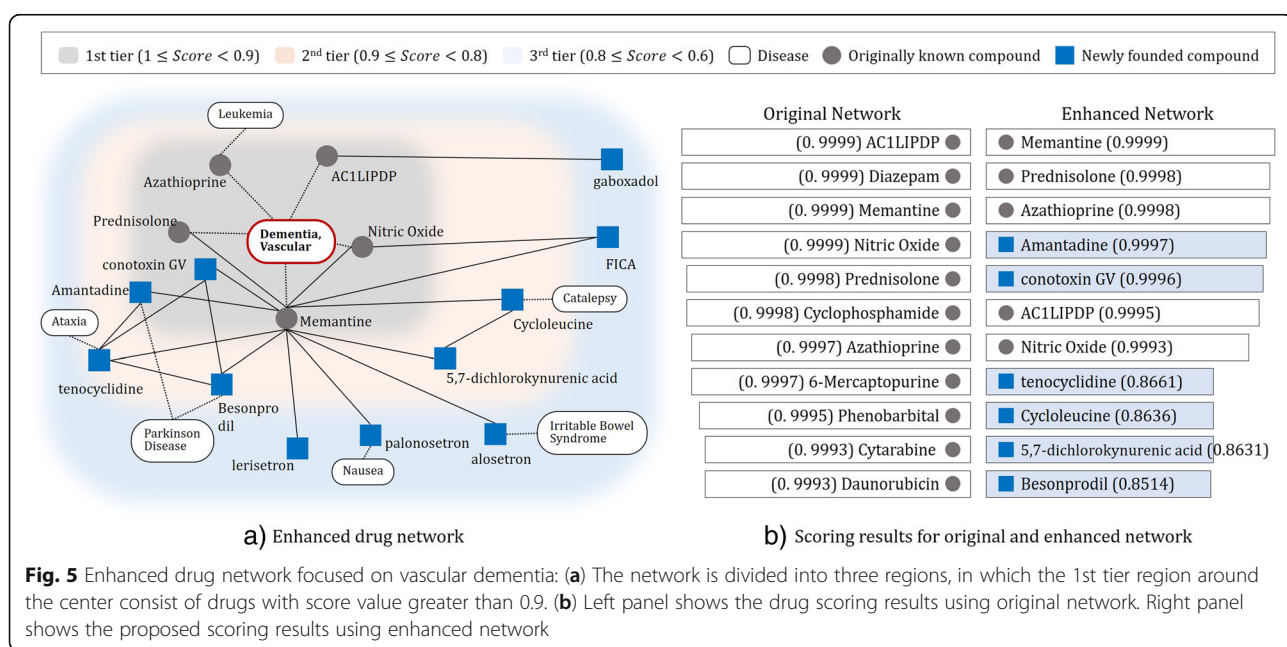 1st tier (1 ≤ Score < 0.9)
2nd tier (0.9 ≤ Score < 0.8)
3rd tier (0.8 ≤ Score < 0.6)
Disease
Originally known compound
Newly founded compound
Leukemia
Azathioprine
AC1LIPDP
gaboxadol
Prednisolone
Dementia,
Vascular
Nitric Oxide
FICA
conotoxin GV
Amantadine
Catalepsy
Ataxia
Memantine
Cycloleucine
tenocyclidine
5,7-dichlorokynurenic acid
Besonpro
dil
Parkinson
Disease
lerisetron
palonosetron
Nausea
alosetron
Irritable Bowel
Syndrome
a) Enhanced drug network
Original Network
(0. 9999) AC1LIPDP
(0. 9999) Diazepam
(0. 9999) Memantine
(0. 9999) Nitric Oxide
(0. 9998) Prednisolone
(0. 9998) Cyclophosphamide
(0. 9997) Azathioprine
(0. 9997) 6-Mercaptopurine
(0. 9995) Phenobarbital
(0. 9993) Cytarabine
(0. 9993) Daunorubicin
Enhanced Network
Memantine (0.9999)
Prednisolone (0.9998)
Azathioprine (0.9998)
Amantadine (0.9997)
conotoxin GV (0.9996)
AC1LIPDP (0.9995)
Nitric Oxide (0.9993)
tenocyclidine (0.8661)
Cycloleucine (0.8636)
5,7-dichlorokynurenic acid (0.8631)
Besonprodil (0.8514)
b) Scoring results for original and enhanced network
Fig. 5 Enhanced drug network focused on vascular dementia: (a) The network is divided into three regions, in which the 1st tier region around
the center consist of drugs with score value greater than 0.9. (b) Left panel shows the drug scoring results using original network. Right panel
shows the proposed scoring results using enhanced network